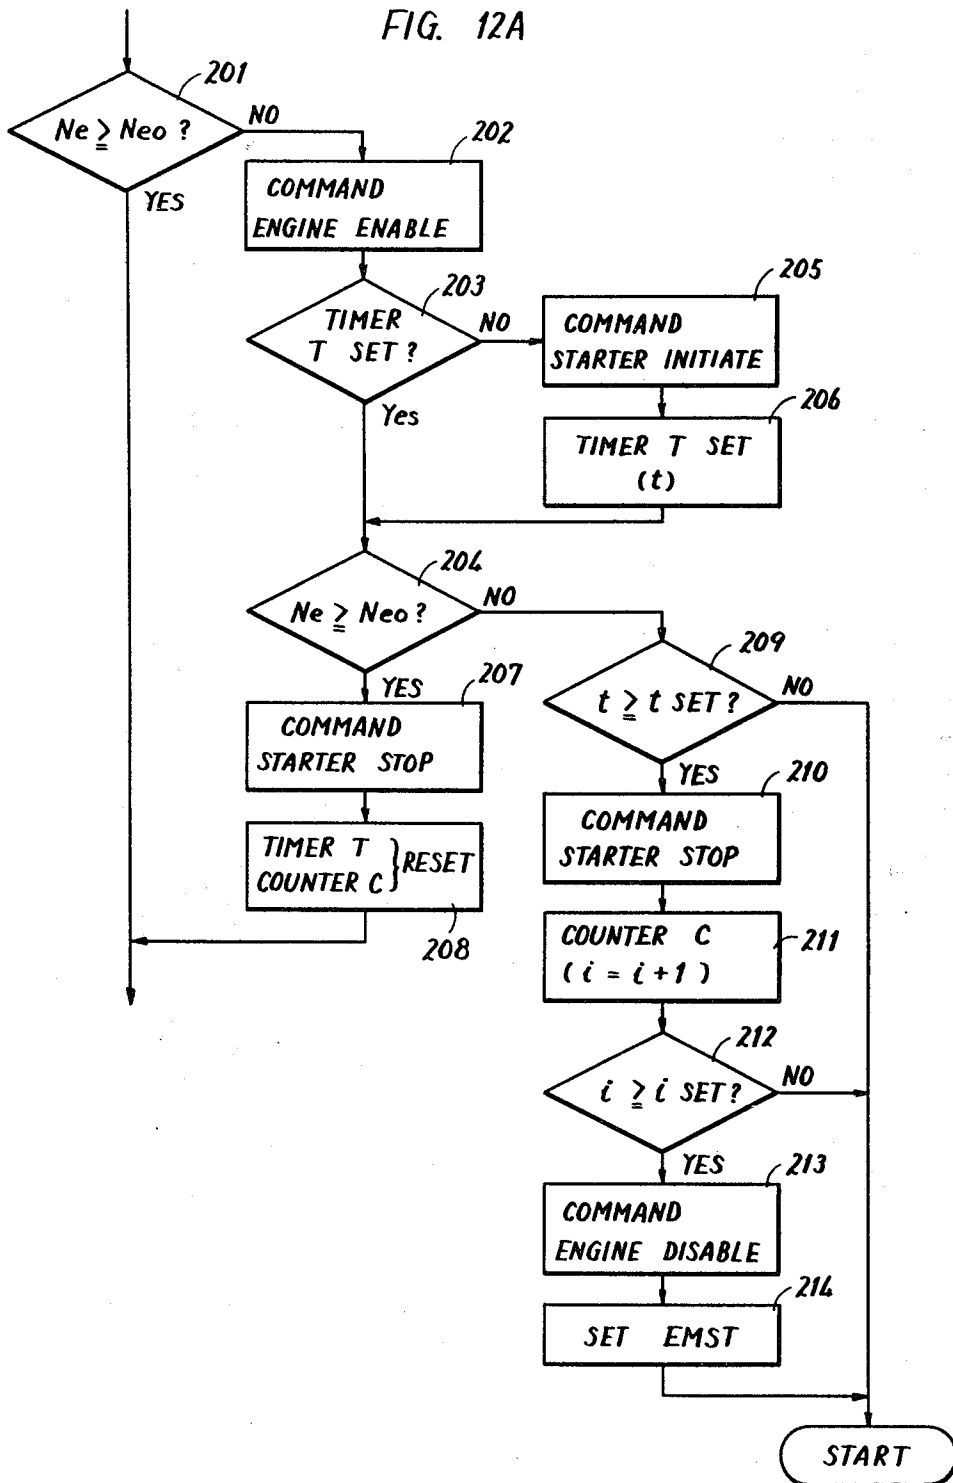 FIG. 12A
201
Ne ≧ Neo ?
NO
YES
202
COMMAND
ENGINE ENABLE
203
TIMER
T SET ?
NO
Yes
205
COMMAND
STARTER INITIATE
206
TIMER T SET
(t)
204
Ne ≧ Neo ?
NO
YES
207
COMMAND
STARTER STOP
TIMER T
COUNTER C } RESET
208
209
t ≧ t SET ?
NO
YES
210
COMMAND
STARTER STOP
COUNTER C
( i = i + 1 )
211
212
i ≧ i SET ?
NO
YES
213
COMMAND
ENGINE DISABLE
214
SET EMST
START